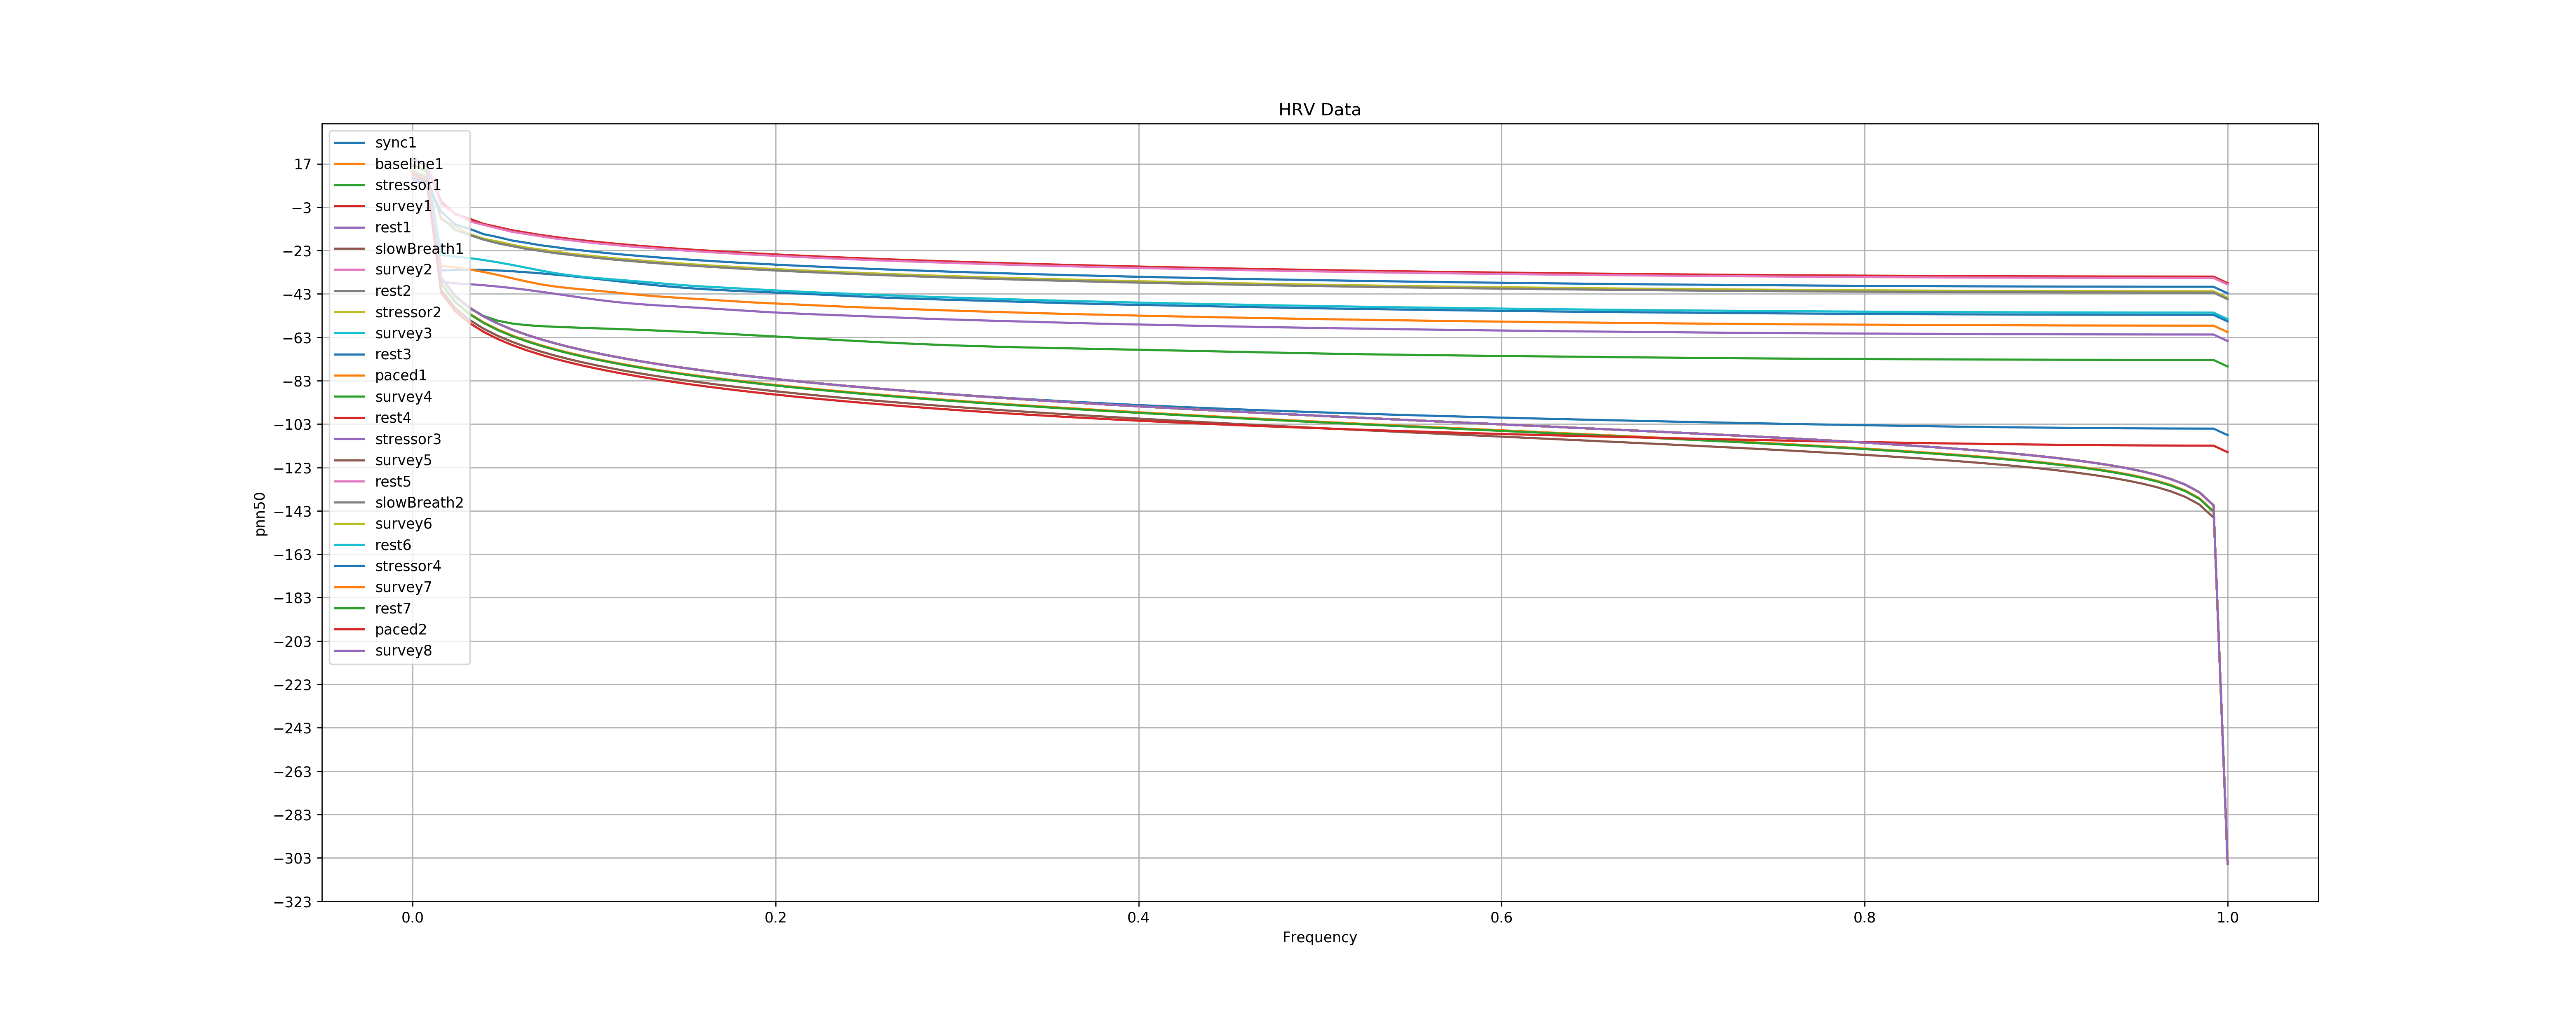 HRV Data
sync1
baseline1
stressor1
survey1
rest1
slowBreath1
survey2
rest2
stressor2
survey3
rest3
paced1
survey4
rest4
stressor3
survey5
rest5
slowBreath2
survey6
rest6
stressor4
survey7
rest7
paced2
survey8
17
−3
−23
−43
−63
−83
−103
−123
−143
−163
−183
−203
−223
−243
−263
−283
−303
−323
pnn50
0.0 0.2 0.4 0.6 0.8 1.0
Frequency